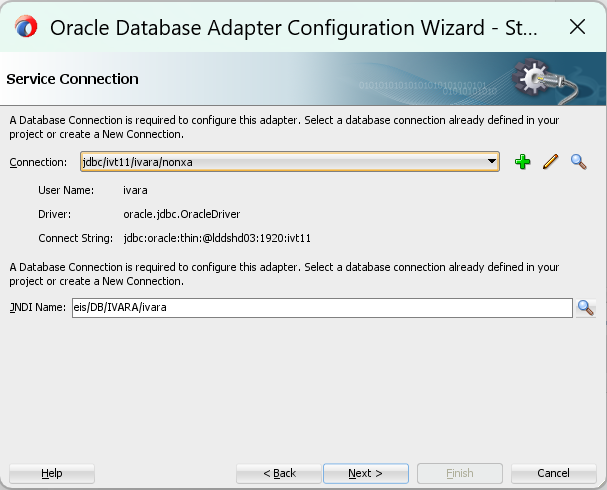 Oracle Database Adapter Configuration Wizard - St...
Service Connection
A Database Connection is required to configure this adapter. Select a database connection already defined in your
project or create a New Connection.
Connection: jdbc/ivt11/ivara/nonxa
User Name: ivara
Driver: oracle.jdbc.OracleDriver
Connect String: jdbc:oracle:thin:@lddshd03:1920:ivt11
A Database Connection is required to configure this adapter. Select a database connection already defined in your
project or create a New Connection.
JNDI Name: eis/DB/IVARA/ivara
Help < Back Next > Finish Cancel